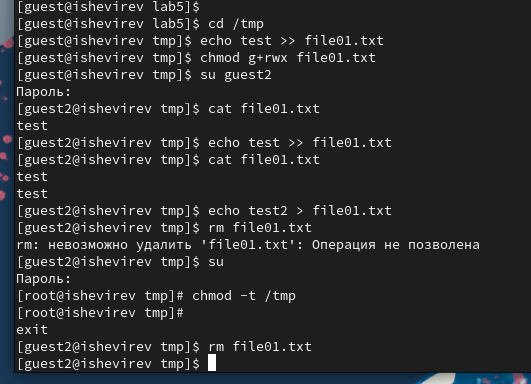 [guest@ishevirev lab5]$
[guest@ishevirev lab5]$ cd /tmp
[guest@ishevirev tmp]$ echo test >> file01.txt
[guest@ishevirev tmp]$ chmod g+rwx file01.txt
[guest@ishevirev tmp]$ su guest2
Пароль:
[guest2@ishevirev tmp]$ cat file01.txt
test
[guest2@ishevirev tmp]$ echo test >> file01.txt
[guest2@ishevirev tmp]$ cat file01.txt
test
test
[guest2@ishevirev tmp]$ echo test2 > file01.txt
[guest2@ishevirev tmp]$ rm file01.txt
rm: невозможно удалить 'file01.txt': Операция не позволена
[guest2@ishevirev tmp]$ su
Пароль:
[root@ishevirev tmp]# chmod -t /tmp
[root@ishevirev tmp]#
exit
[guest2@ishevirev tmp]$ rm file01.txt
[guest2@ishevirev tmp]$